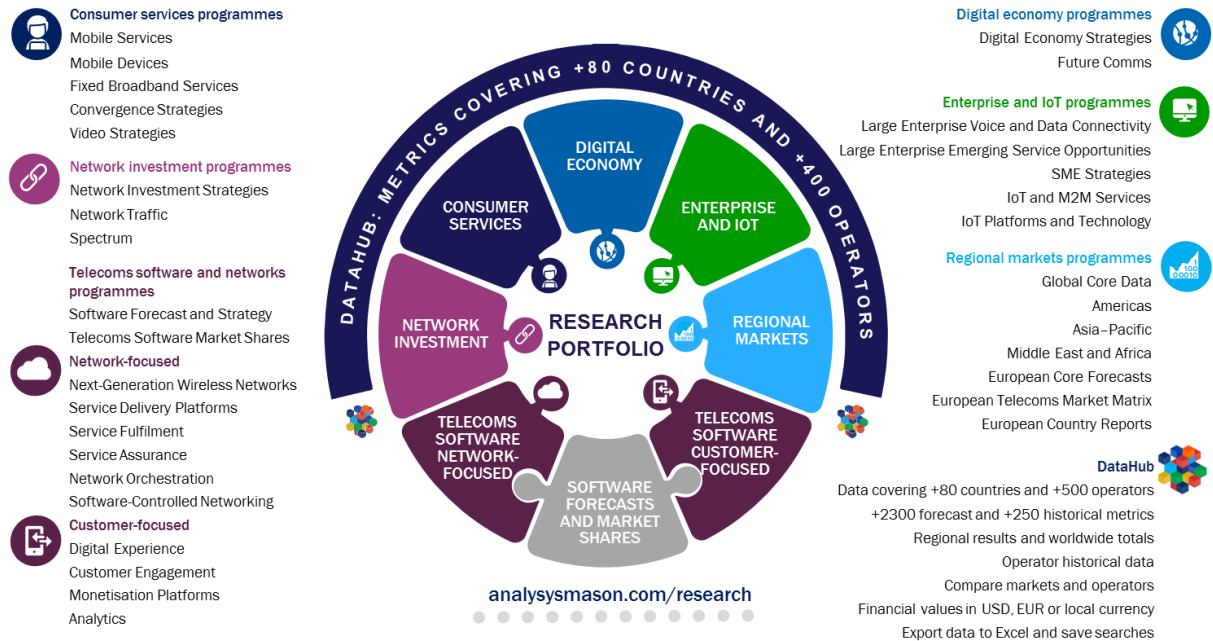 Consumer services programmes
Mobile Services
Mobile Devices
Fixed Broadband Services
Convergence Strategies
Video Strategies
Network investment programmes
Network Investment Strategies
Network Traffic
Spectrum
Telecoms software and networks
programmes
Software Forecast and Strategy
Telecoms Software Market Shares
Network-focused
Next-Generation Wireless Networks
Service Delivery Platforms
Service Fulfilment
Service Assurance
Network Orchestration
Software-Controlled Networking
Customer-focused
Digital Experience
Customer Engagement
Monetisation Platforms
Analytics
DATAHUB: METRICS COVERING +80 COUNTRIES AND +400 OPERATORS
DIGITAL
ECONOMY
CONSUMER
SERVICES
ENTERPRISE
AND IOT
NETWORK
INVESTMENT
RESEARCH
PORTFOLIO
1
100
00010
REGIONAL
MARKETS
TELECOMS
SOFTWARE
NETWORK-
FOCUSED
TELECOMS
SOFTWARE
CUSTOMER-
FOCUSED
SOFTWARE
FORECASTS
AND MARKET
SHARES
analysysmason.com/research
Digital economy programmes
Digital Economy Strategies
Future Comms
Enterprise and IoT programmes
Large Enterprise Voice and Data Connectivity
Large Enterprise Emerging Service Opportunities
SME Strategies
IoT and M2M Services
IoT Platforms and Technology
Regional markets programmes
1
100
00010
Global Core Data
Americas
Asia–Pacific
Middle East and Africa
European Core Forecasts
European Telecoms Market Matrix
European Country Reports
DataHub
Data covering +80 countries and +500 operators
+2300 forecast and +250 historical metrics
Regional results and worldwide totals
Operator historical data
Compare markets and operators
Financial values in USD, EUR or local currency
Export data to Excel and save searches